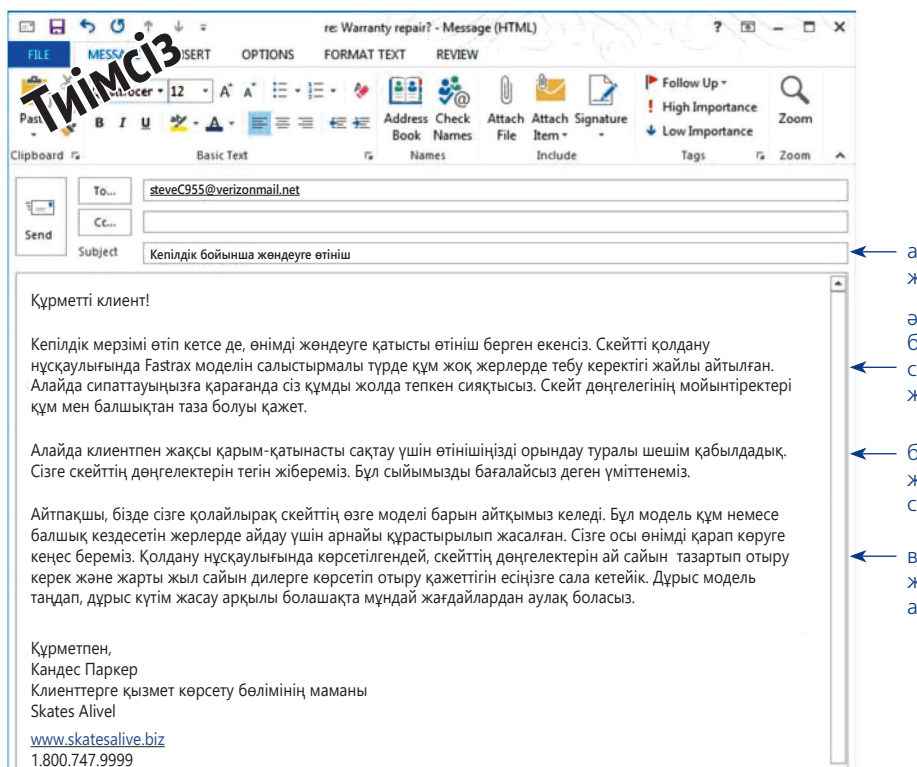 re: Warranty repair? - Message (HTML)
FILE INSERT OPTIONS FORMAT TEXT REVIEW
Тиімсіз
12
Follow Up
High Importance
Low Importance
B I U
Address Book
Check Names
Attach File
Attach Item
Signature
Zoom
Clipboard Basic Text Names Include Tags Zoom
To... steveC955@verizonmail.net
Cc...
Send
Subject Кепілдік бойынша жөндеуге өтініш
Құрметті клиент!
Кепілдік мерзімі өтіп кетсе де, өнімді жөндеуге қатысты өтініш берген екенсіз. Скейтті қолдану
нұсқаулығында Fastrax моделін салыстырмалы түрде құм жоқ жерлерде тебу керектігі жайлы айтылған.
Алайда сипаттауыңызға қарағанда сіз құмды жолда тепкен сияқтысыз. Скейт дөңгелегінің мойынтіректері
құм мен балшықтан таза болуы қажет.
Алайда клиентпен жақсы қарым-қатынасты сақтау үшін өтінішіңізді орындау туралы шешім қабылдадық.
Сізге скейттің дөңгелектерін тегін жібереміз. Бұл сыйымызды бағалайсыз деген үміттенеміз.
Айтпақшы, бізде сізге қолайлырақ скейттің өзге моделі барын айтқымыз келеді. Бұл модель құм немесе
балшық кездесетін жерлерде айдау үшін арнайы құрастырылып жасалған. Сізге осы өнімді қарап көруге
кеңес береміз. Қолдану нұсқаулығында көрсетілгендей, скейттің дөңгелектерін ай сайын тазартып отыру
керек және жарты жыл сайын дилерге көрсетіп отыру қажеттігін есіңізге сала кетейік. Дұрыс модель
таңдап, дұрыс күтім жасау арқылы болашақта мұндай жағдайлардан аулақ боласыз.
Құрметпен,
Кандес Паркер
Клиенттерге қызмет көрсету бөлімінің маманы
Skates Alivel
www.skatesalive.biz
1.800.747.9999